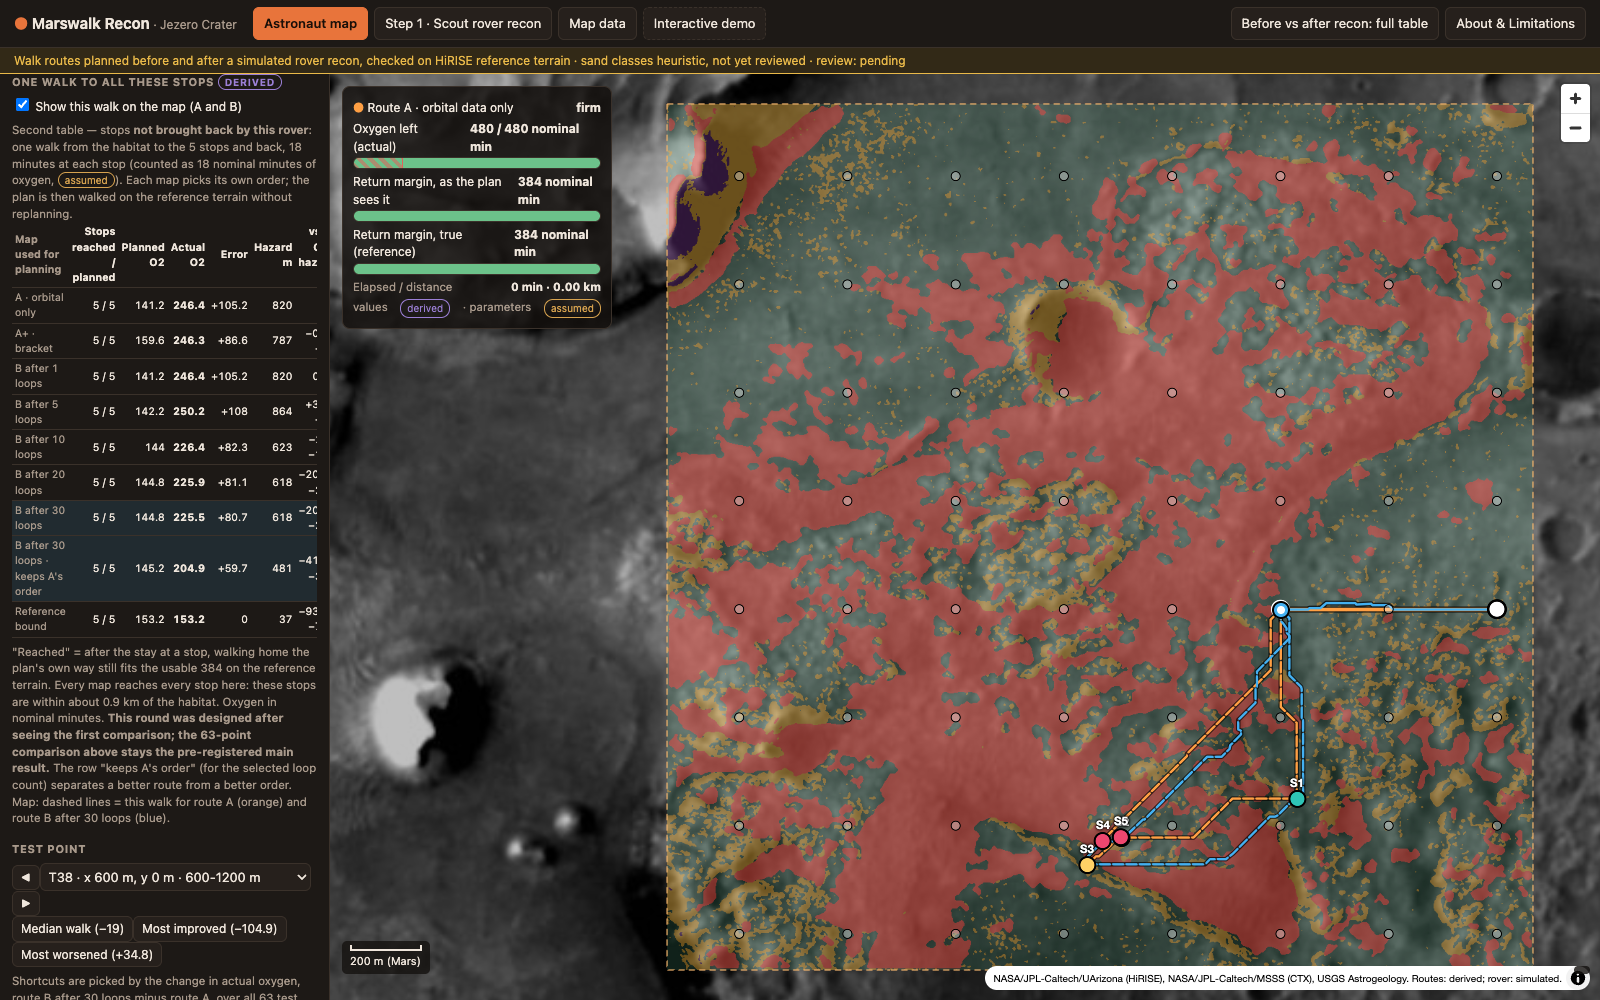 Marswalk Recon · Jezero Crater
Astronaut map
Step 1 · Scout rover recon
Map data
Interactive demo
Before vs after recon: full table
About & Limitations
Walk routes planned before and after a simulated rover recon, checked on HiRISE reference terrain · sand classes heuristic, not yet reviewed · review: pending
ONE WALK TO ALL THESE STOPS DERIVED
Show this walk on the map (A and B)
Second table — stops not brought back by this rover:
one walk from the habitat to the 5 stops and back, 18
minutes at each stop (counted as 18 nominal minutes of
oxygen, assumed). Each map picks its own order; the
plan is then walked on the reference terrain without
replanning.
Map used for planning Stops reached / planned Planned O2 Actual O2 Error Hazard m
A · orbital only 5 / 5 141.2 246.4 +105.2 820
A+ · bracket 5 / 5 159.6 246.3 +86.6 787
B after 1 loops 5 / 5 141.2 246.4 +105.2 820
B after 5 loops 5 / 5 142.2 250.2 +108 864
B after 10 loops 5 / 5 144 226.4 +82.3 623
B after 20 loops 5 / 5 144.8 225.9 +81.1 618
B after 30 loops 5 / 5 144.8 225.5 +80.7 618
B after 30 loops · keeps A's order 5 / 5 145.2 204.9 +59.7 481
Reference bound 5 / 5 153.2 153.2 0 37
"Reached" = after the stay at a stop, walking home the
plan's own way still fits the usable 384 on the reference
terrain. Every map reaches every stop here: these stops
are within about 0.9 km of the habitat. Oxygen in
nominal minutes. This round was designed after
seeing the first comparison; the 63-point
comparison above stays the pre-registered main
result. The row "keeps A's order" (for the selected loop
count) separates a better route from a better order.
Map: dashed lines = this walk for route A (orange) and
route B after 30 loops (blue).
TEST POINT
◀ T38 · x 600 m, y 0 m · 600-1200 m
▶
Median walk (−19)
Most improved (−104.9)
Most worsened (+34.8)
Shortcuts are picked by the change in actual oxygen,
route B after 30 loops minus route A, over all 63 test
Route A · orbital data only firm
Oxygen left (actual) 480 / 480 nominal min
Return margin, as the plan sees it 384 nominal min
Return margin, true (reference) 384 nominal min
Elapsed / distance 0 min · 0.00 km
values derived · parameters assumed
+
−
S1
S4 S5
S3
200 m (Mars)
NASA/JPL-Caltech/UArizona (HiRISE), NASA/JPL-Caltech/MSSS (CTX), USGS Astrogeology. Routes: derived; rover: simulated.